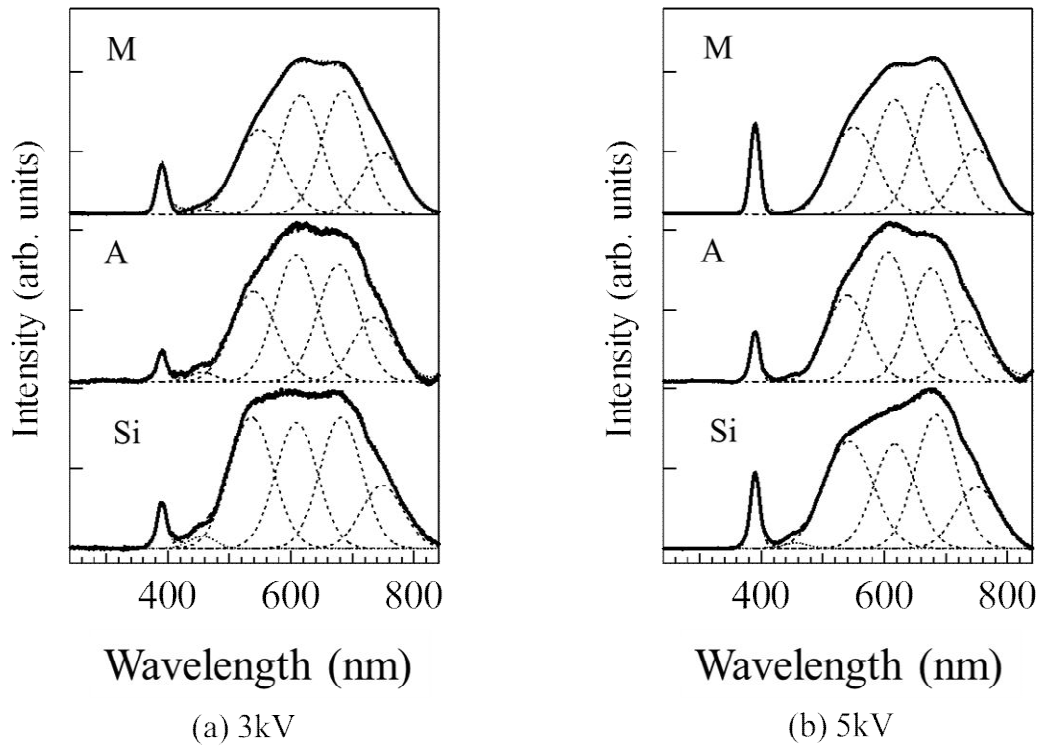 Intensity (arb. units)
M
A
Si
400 600 800
Wavelength (nm)
(a) 3kV
Intensity (arb. units)
M
A
Si
400 600 800
Wavelength (nm)
(b) 5kV